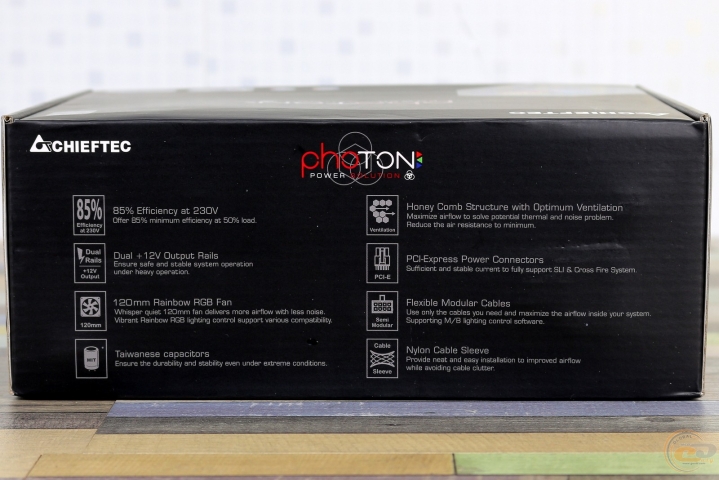 CHIEFTEC
CHIEFTEC
phoTON
POWER SOLUTION
85%
Efficiency
at 230V
85% Efficiency at 230V
Offer 85% minimum efficiency at 50% load.
Dual
Rails
+12V
Output
Dual +12V Output Rails
Ensure safe and stable system operation
under heavy operation.
120mm
120mm Rainbow RGB Fan
Whisper quiet 120mm fan delivers more airflow with less noise.
Vibrant Rainbow RGB lighting control support various compatibility.
Taiwanese capacitors
Ensure the durability and stability even under extreme conditions.
Ventilation
Honey Comb Structure with Optimum Ventilation
Maximize airflow to solve potential thermal and noise problem.
Reduce the air resistance to minimum.
PCI-E
PCI-Express Power Connectors
Sufficient and stable current to fully support SLI & Cross Fire System.
Semi
Modular
Flexible Modular Cables
Use only the cables you need and maximize the airflow inside your system.
Supporting M/B lighting control software.
Cable
Sleeve
Nylon Cable Sleeve
Provide neat and easy installation to improved airflow
while avoiding cable clutter.